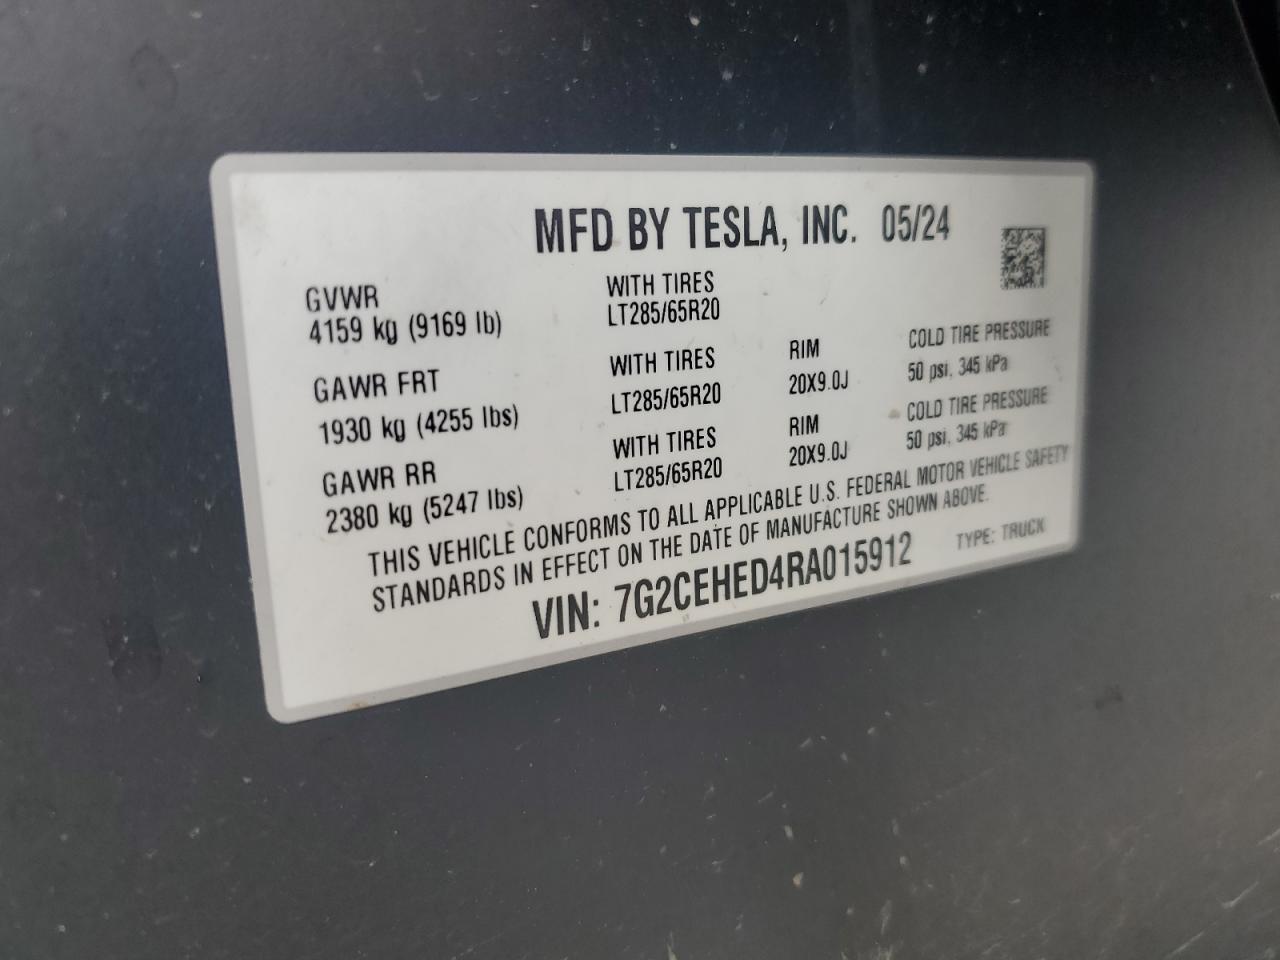 MFD BY TESLA, INC. 05/24
GVWR
4159 kg (9169 lb)
WITH TIRES
LT285/65R20
GAWR FRT
1930 kg (4255 lbs)
WITH TIRES
LT285/65R20
RIM
20X9.0J
COLD TIRE PRESSURE
50 psi, 345 kPa
GAWR RR
2380 kg (5247 lbs)
WITH TIRES
LT285/65R20
RIM
20X9.0J
COLD TIRE PRESSURE
50 psi, 345 kPa
THIS VEHICLE CONFORMS TO ALL APPLICABLE U.S. FEDERAL MOTOR VEHICLE SAFETY
STANDARDS IN EFFECT ON THE DATE OF MANUFACTURE SHOWN ABOVE.
VIN: 7G2CEHED4RA015912
TYPE: TRUCK